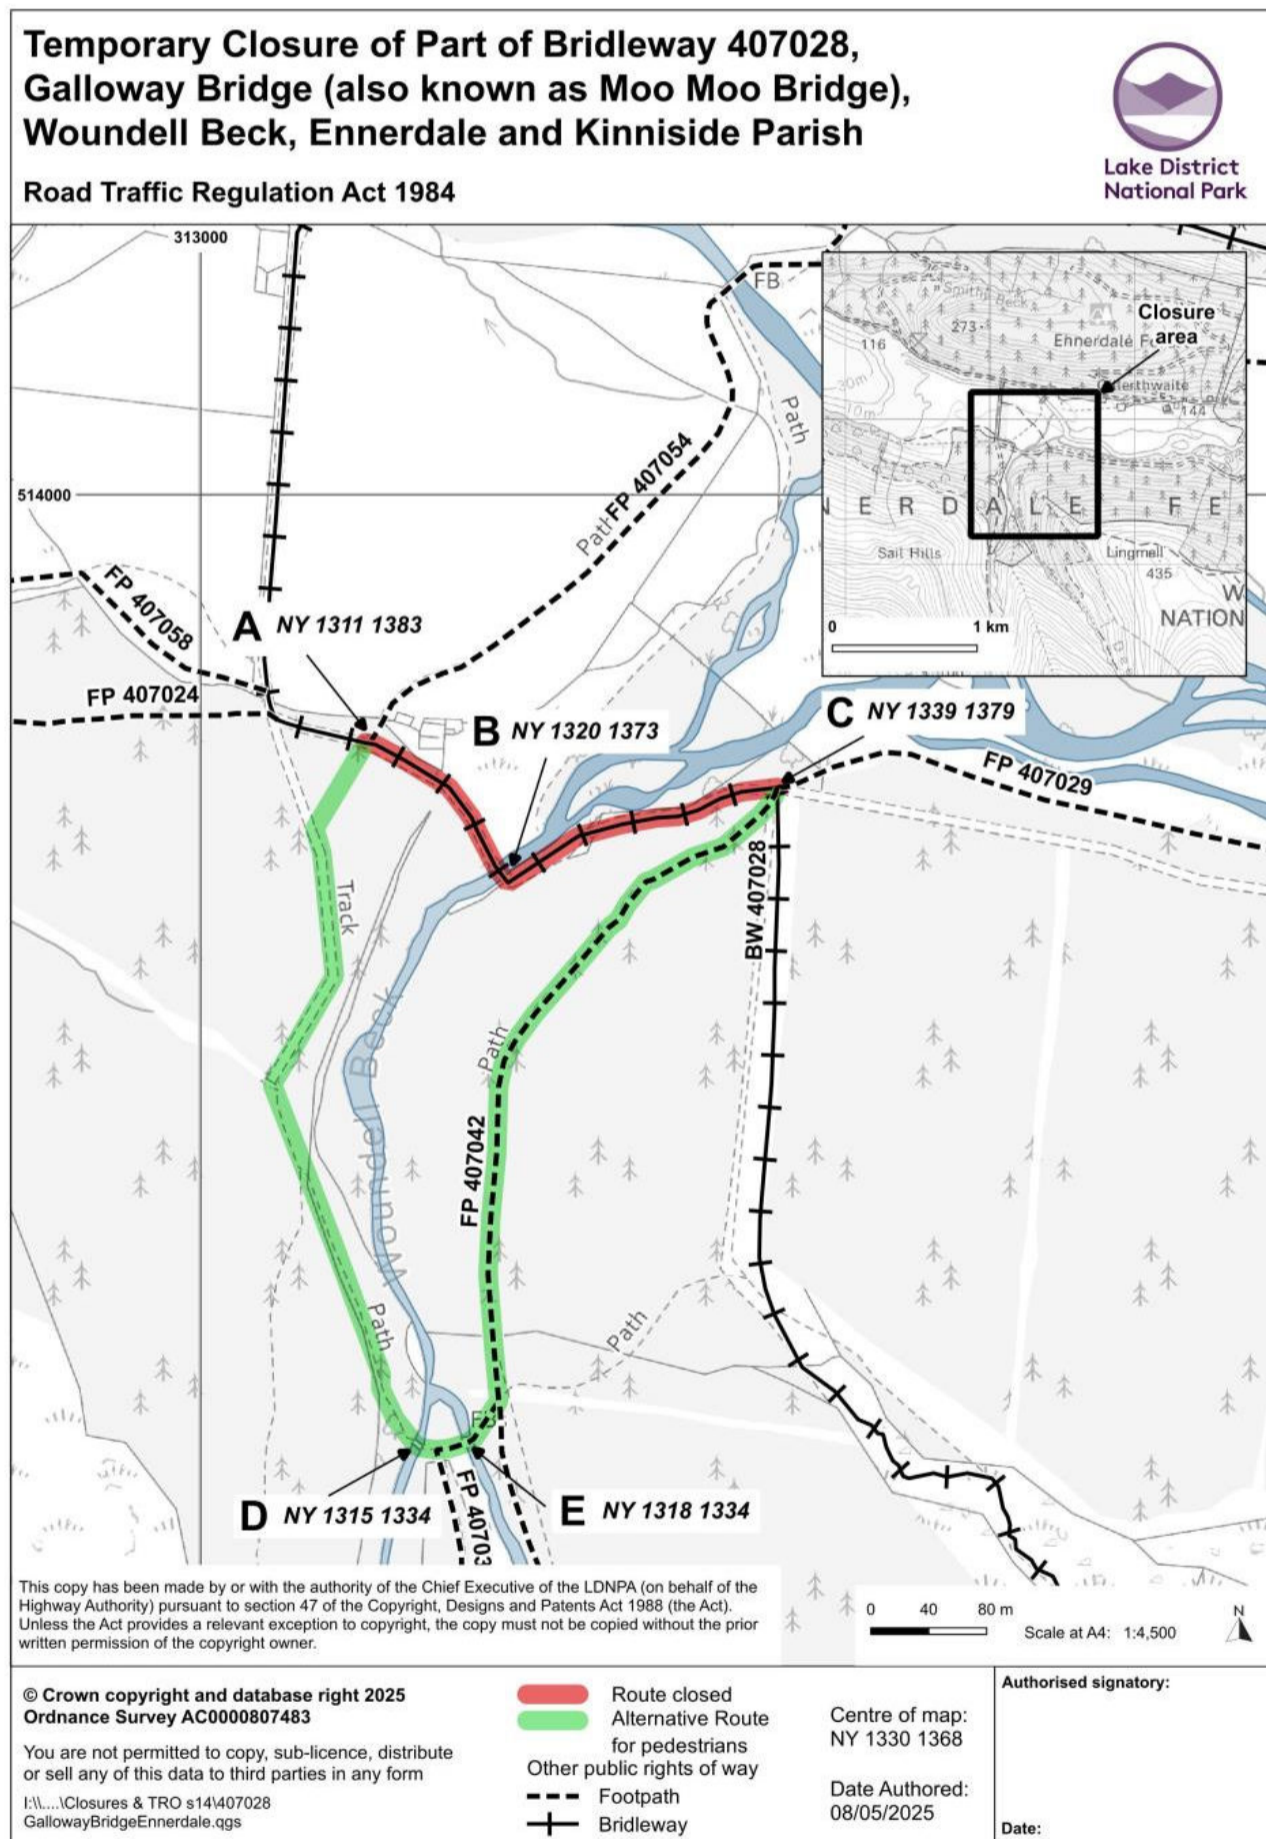 Temporary Closure of Part of Bridleway 407028,
Galloway Bridge (also known as Moo Moo Bridge),
Woundell Beck, Ennerdale and Kinniside Parish
Road Traffic Regulation Act 1984
Lake District
National Park
313000
FB
Smithy Beck
Closure
area
273
116
Ennerdale
30m
10m
144
Path
FP 407054
Path
514000
E R D A L E F E
Sail Hills
Lingmell
435
W
NATION
0 1 km
FP 407058
A NY 1311 1383
FP 407024
B NY 1320 1373
C NY 1339 1379
FP 407029
Track
BW 407028
Woundell Beck
Path
FP 407042
Path
Path
FB
D NY 1315 1334
FP 40703
E NY 1318 1334
This copy has been made by or with the authority of the Chief Executive of the LDNPA (on behalf of the
Highway Authority) pursuant to section 47 of the Copyright, Designs and Patents Act 1988 (the Act).
Unless the Act provides a relevant exception to copyright, the copy must not be copied without the prior
written permission of the copyright owner.
0 40 80 m
Scale at A4: 1:4,500
N
© Crown copyright and database right 2025
Ordnance Survey AC0000807483
You are not permitted to copy, sub-licence, distribute
or sell any of this data to third parties in any form
I:\\....\Closures & TRO s14\407028
GallowayBridgeEnnerdale.qgs
Route closed
Alternative Route
for pedestrians
Other public rights of way
Footpath
Bridleway
Centre of map:
NY 1330 1368
Date Authored:
08/05/2025
Authorised signatory:
Date: